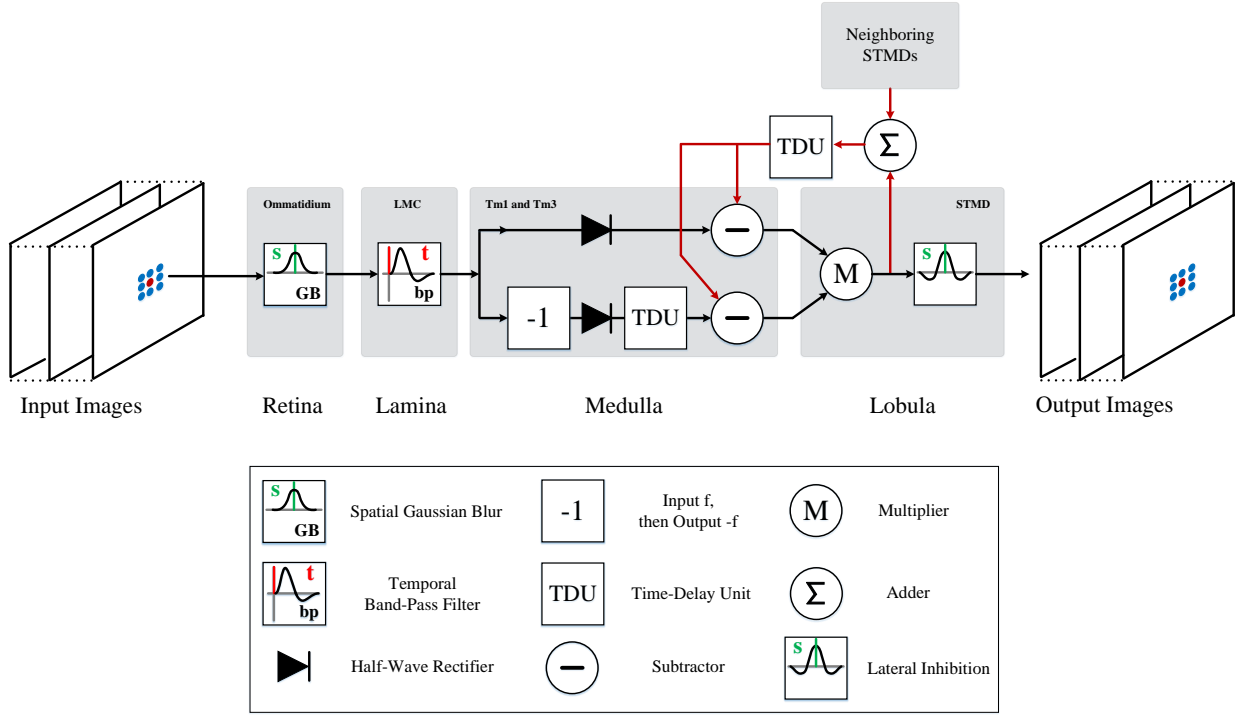 Neighboring
STMDs
TDU
Σ
Ommatidium
LMC
Tm1 and Tm3
STMD
s
GB
t
bp
−
M
s
-1
TDU
−
Input Images
Retina
Lamina
Medulla
Lobula
Output Images
s
GB
Spatial Gaussian Blur
-1
Input f,
then Output -f
M
Multiplier
t
bp
Temporal
Band-Pass Filter
TDU
Time-Delay Unit
Σ
Adder
Half-Wave Rectifier
−
Subtractor
s
Lateral Inhibition